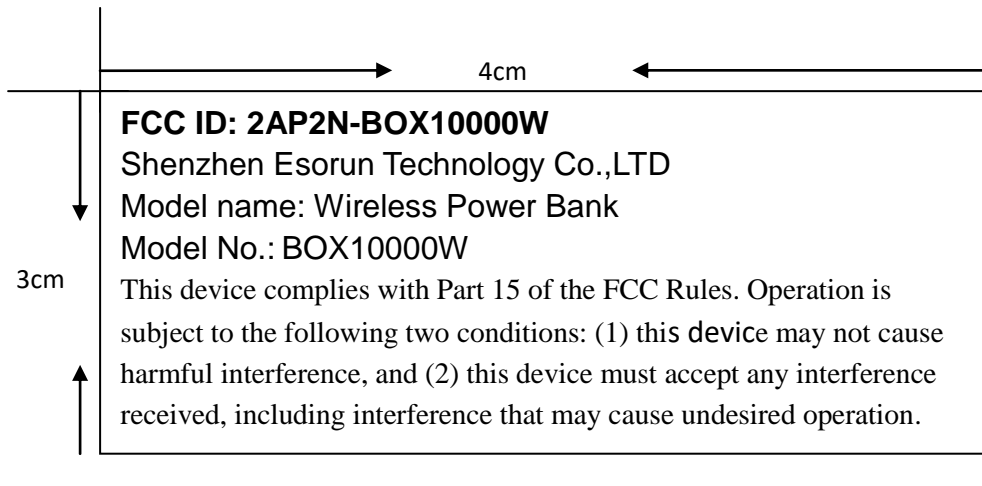 4cm
FCC ID: 2AP2N-BOX10000W
Shenzhen Esorun Technology Co.,LTD
Model name: Wireless Power Bank
Model No.: BOX10000W
3cm
This device complies with Part 15 of the FCC Rules. Operation is
subject to the following two conditions: (1) this device may not cause
harmful interference, and (2) this device must accept any interference
received, including interference that may cause undesired operation.